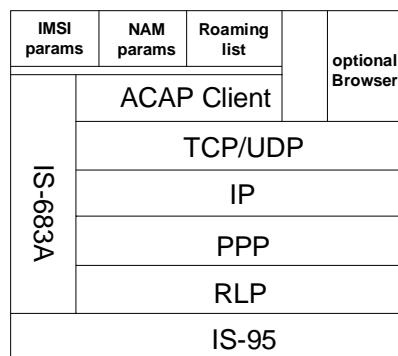 IMSI
params
NAM
params
Roaming
list
optional
Browser
ACAP Client
TCP/UDP
IS-683A
IP
PPP
RLP
IS-95